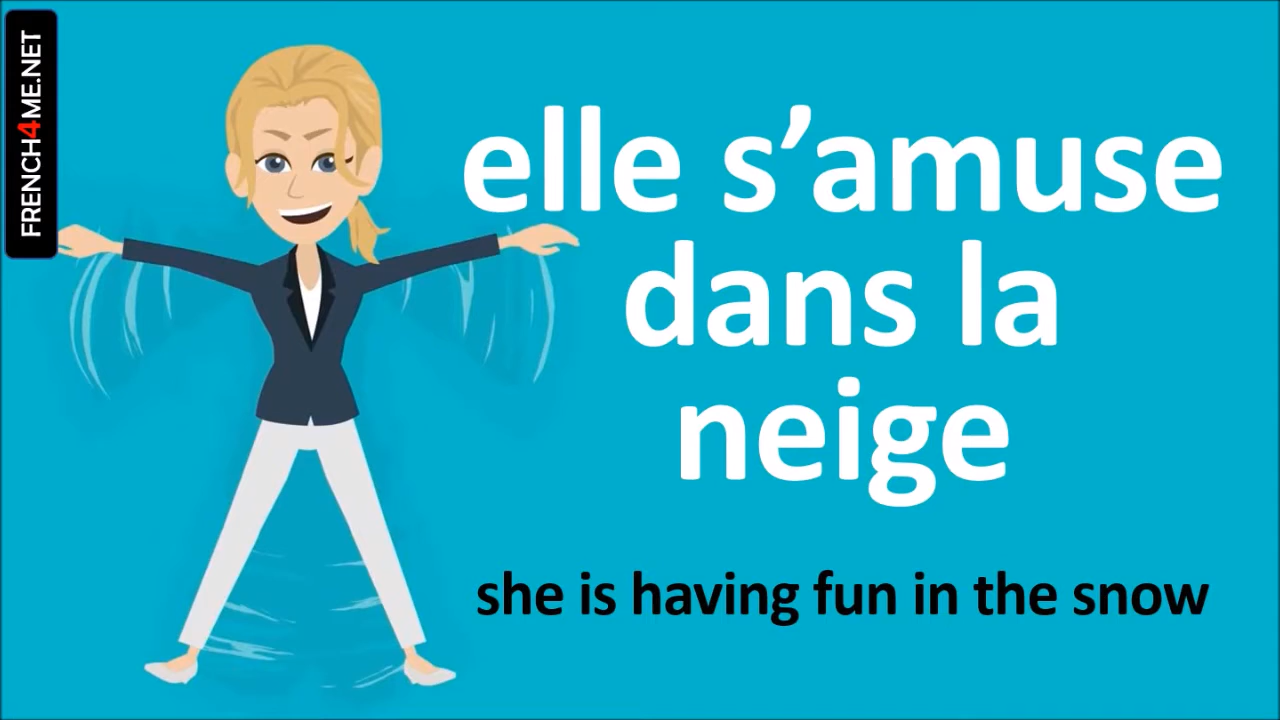 FRENCH4ME.NET
elle s’amuse
dans la
neige
she is having fun in the snow